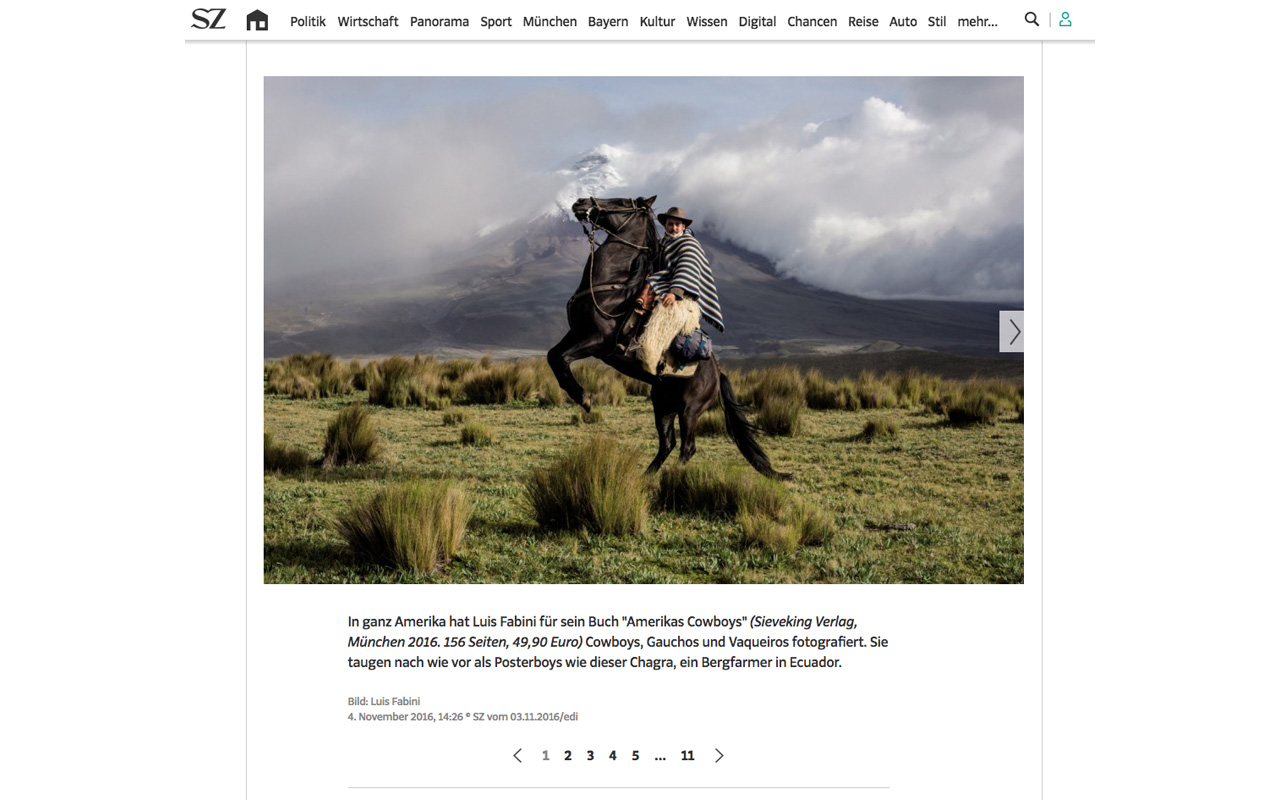 SZ Politik Wirtschaft Panorama Sport München Bayern Kultur Wissen Digital Chancen Reise Auto Stil mehr...
In ganz Amerika hat Luis Fabini für sein Buch "Amerikas Cowboys" (Sieveking Verlag,
München 2016. 156 Seiten, 49,90 Euro) Cowboys, Gauchos und Vaqueiros fotografiert. Sie
taugen nach wie vor als Posterboys wie dieser Chagra, ein Bergfarmer in Ecuador.
Bild: Luis Fabini
4. November 2016, 14:26 © SZ vom 03.11.2016/edi
1 2 3 4 5 ... 11